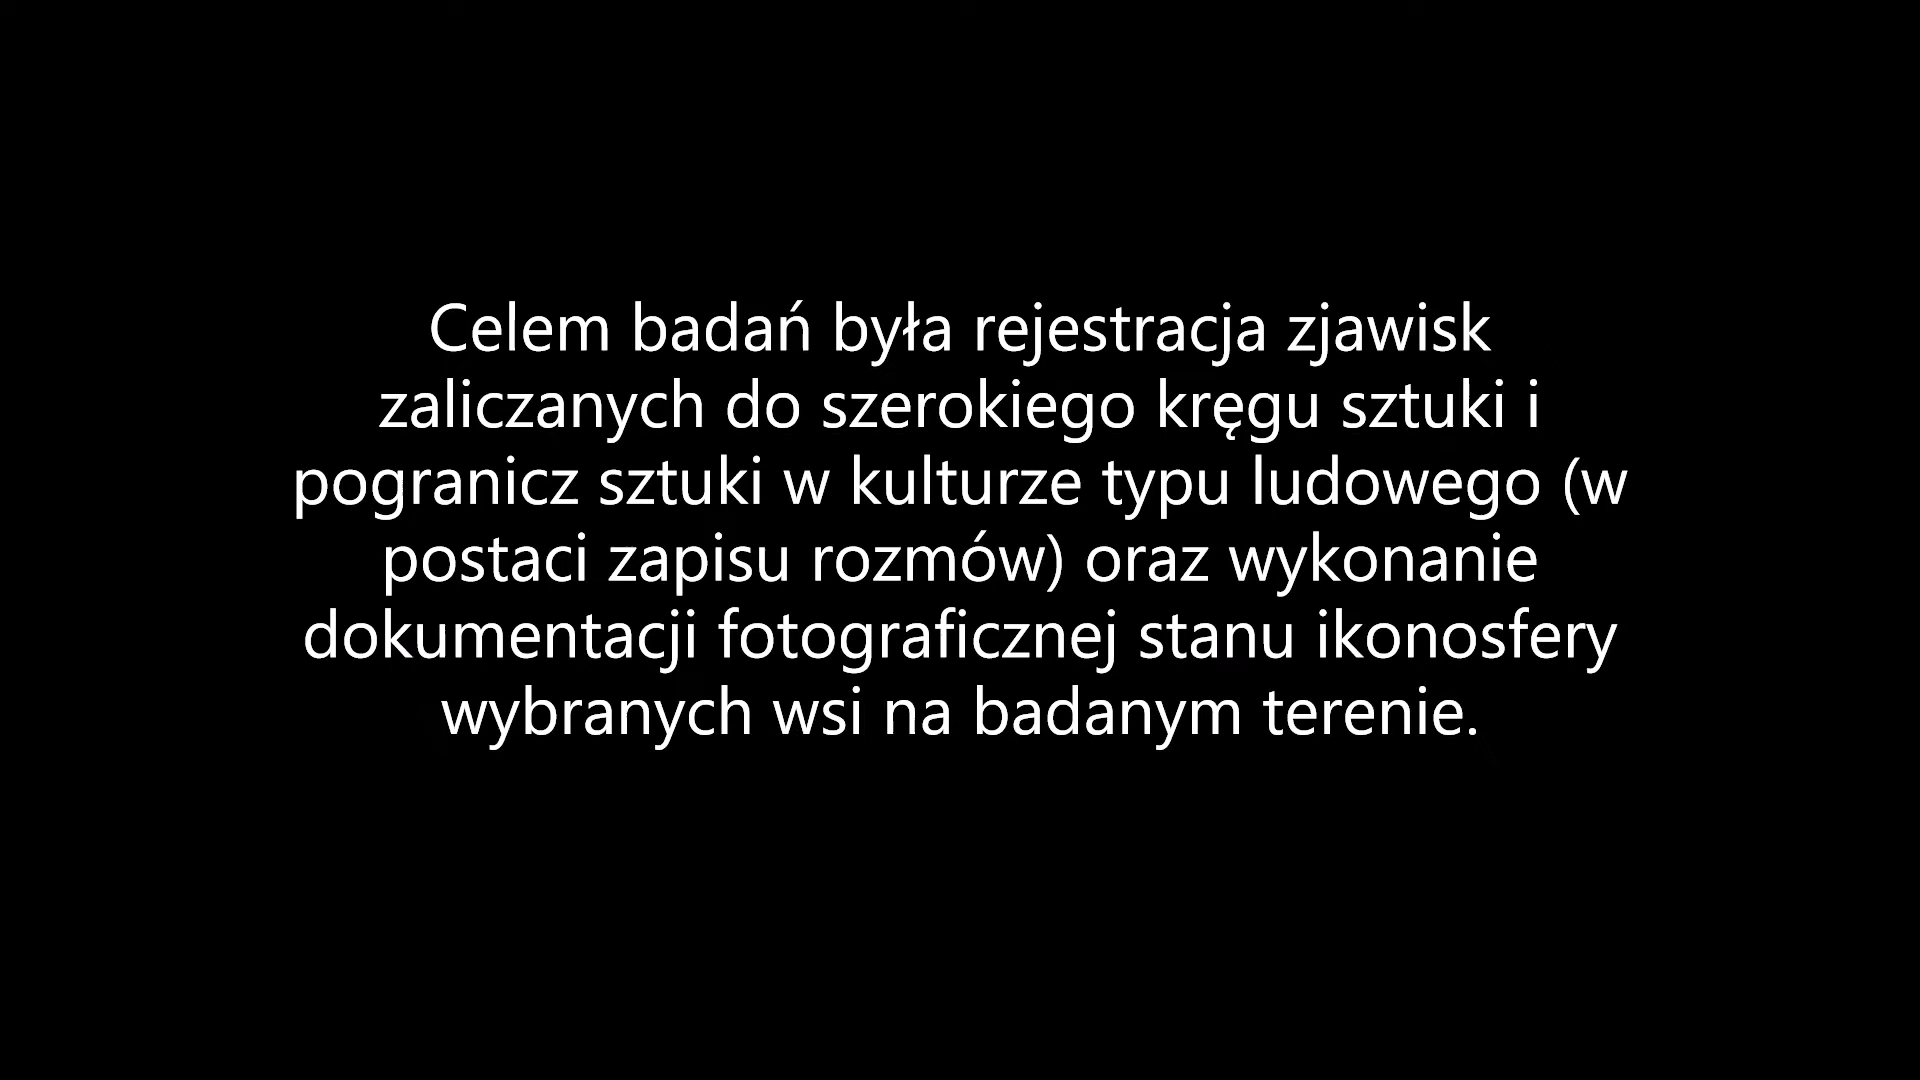 Celem badań była rejestracja zjawisk
zaliczanych do szerokiego kręgu sztuki i
pogranicz sztuki w kulturze typu ludowego (w
postaci zapisu rozmów) oraz wykonanie
dokumentacji fotograficznej stanu ikonosfery
wybranych wsi na badanym terenie.